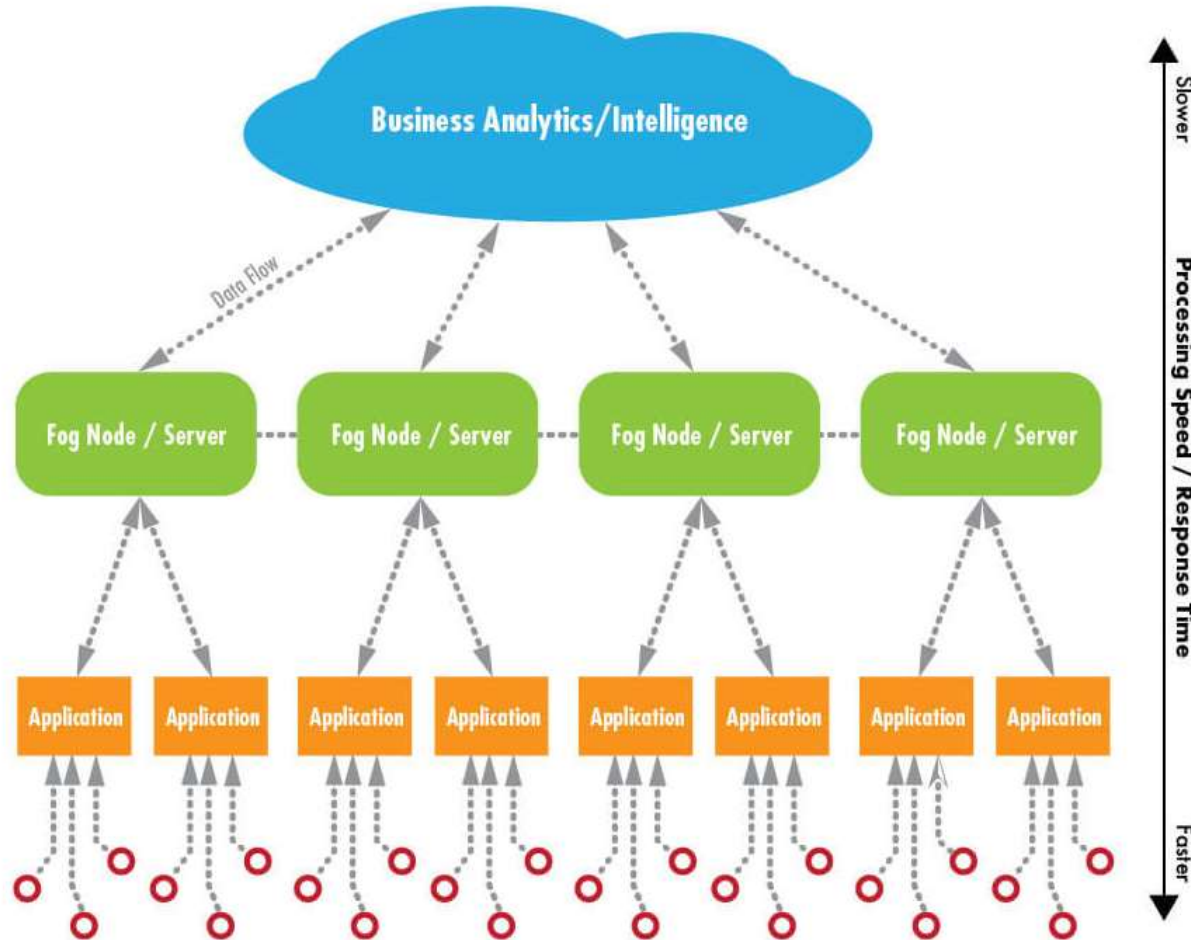 Business Analytics/Intelligence
Slower
Data Flow
Processing Speed / Response Time
Fog Node / Server
Fog Node / Server
Fog Node / Server
Fog Node / Server
Application
Application
Application
Application
Application
Application
Application
Application
Faster